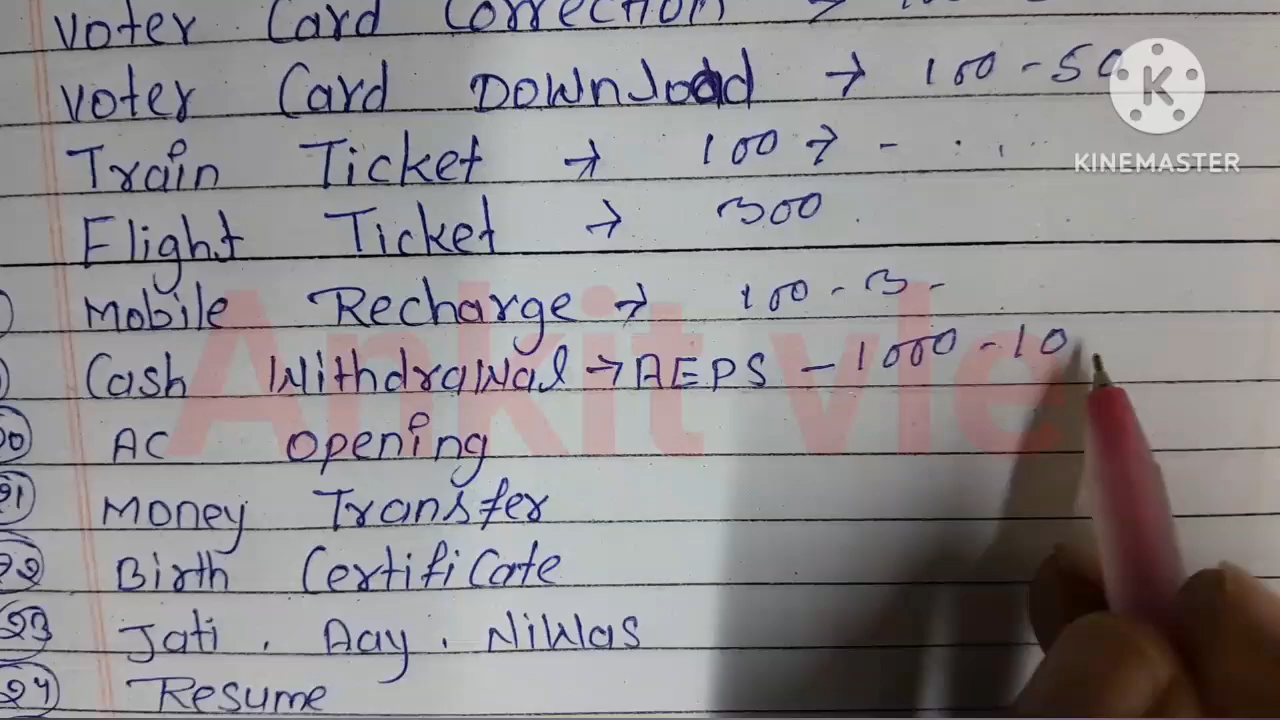 Voter Card Correction →
Voter Card Download → 100 - 50
KINEMASTER
Train Ticket → 100 → -
Flight Ticket → 300
Mobile Recharge → 100 - 3 -
Cash Withdrawal → AEPS - 1000 - 10
Ankit vle
20 AC opening
21 Money Transfer
22 Birth Certificate
23 Jati . Aay . Niwas
24 Resume